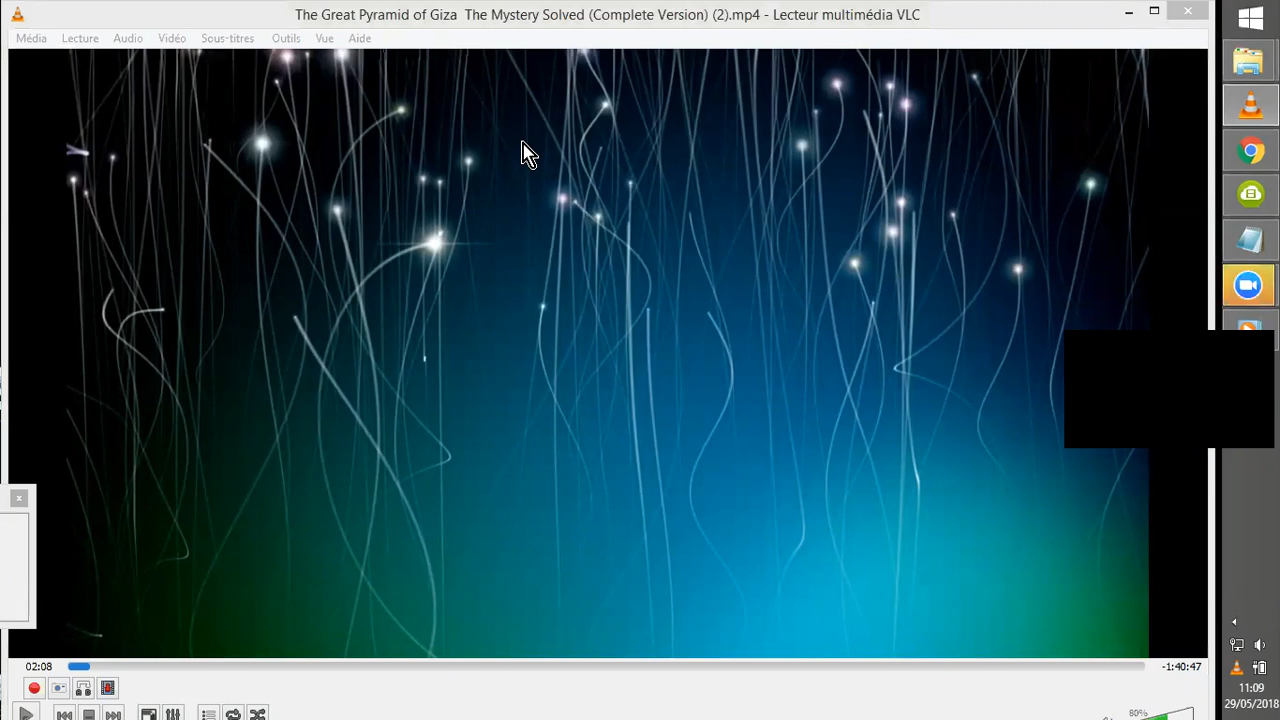 The Great Pyramid of Giza  The Mystery Solved (Complete Version) (2).mp4 - Lecteur multimédia VLC
Média Lecture Audio Vidéo Sous-titres Outils Vue Aide
x
02:08
-1:40:47
80%
11:09
29/05/2018